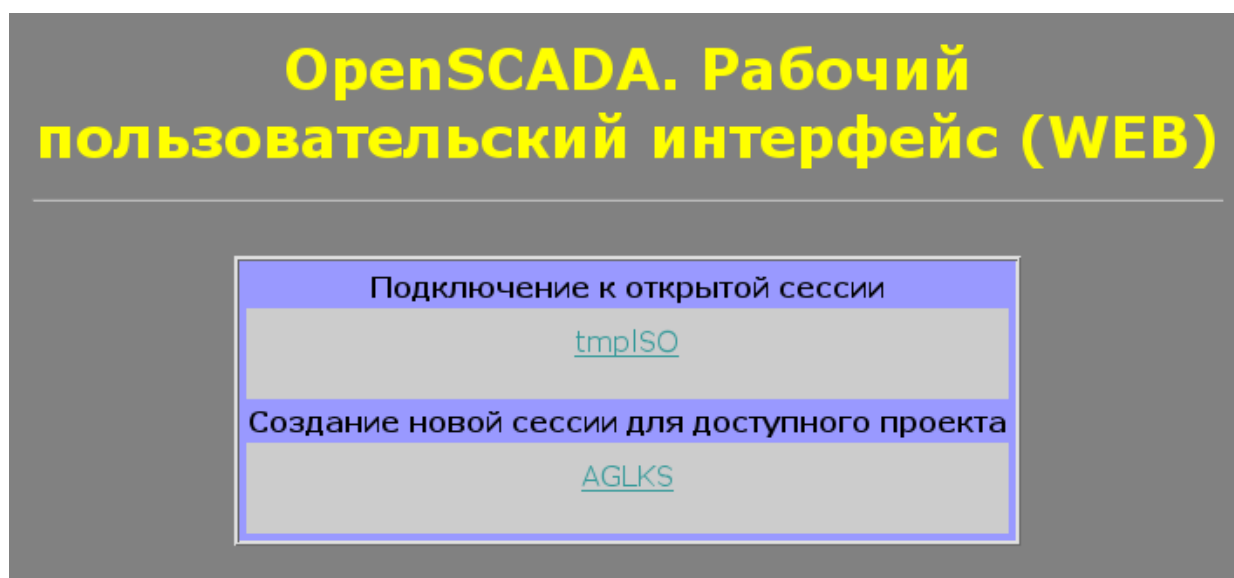 OpenSCADA. Рабочий
пользовательский интерфейс (WEB)
Подключение к открытой сессии
tmplSO
Создание новой сессии для доступного проекта
AGLKS